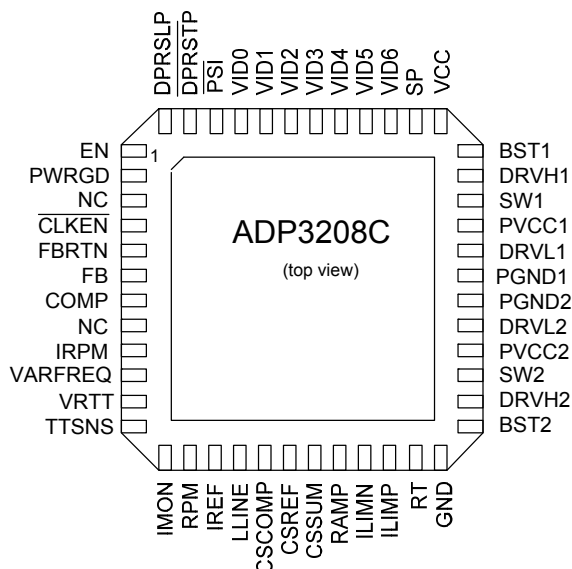 DPRSLP
DPRSTP
PSI
VID0
VID1
VID2
VID3
VID4
VID5
VID6
SP
VCC
EN
PWRGD
NC
CLKEN
FBRTN
FB
COMP
NC
IRPM
VARFREQ
VRTT
TTSNS
1
ADP3208C
(top view)
BST1
DRVH1
SW1
PVCC1
DRVL1
PGND1
PGND2
DRVL2
PVCC2
SW2
DRVH2
BST2
IMON
RPM
IREF
LLINE
CSCOMP
CSREF
CSSUM
RAMP
ILIMN
ILIMP
RT
GND